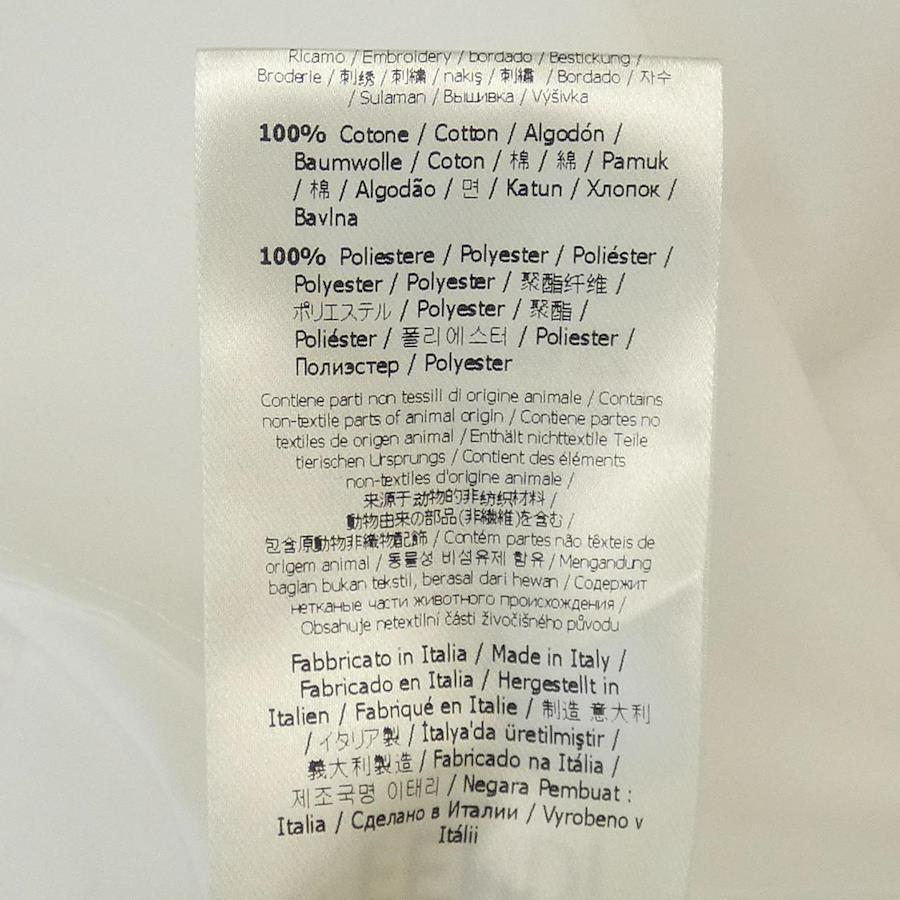 Ricamo / Embroidery / bordado / Bestickung /
Broderie / 刺绣 / 刺繍 / nakış / 刺繡 / Bordado / 자수
/ Sulaman / Вышивка / Výšivka
100% Cotone / Cotton / Algodón /
Baumwolle / Coton / 棉 / 綿 / Pamuk
/ 棉 / Algodão / 면 / Katun / Хлопок /
Bavlna
100% Poliestere / Polyester / Poliéster /
Polyester / Polyester / 聚酯纤维 /
ポリエステル / Polyester / 聚酯 /
Poliéster / 폴리에스터 / Poliester /
Полиэстер / Polyester
Contiene parti non tessili di origine animale / Contains
non-textile parts of animal origin / Contiene partes no
textiles de origen animal / Enthält nichttextile Teile
tierischen Ursprungs / Contient des éléments
non-textiles d'origine animale /
来源于动物的非纺织材料 /
動物由来の部品(非繊維)を含む /
包含原動物非織物配飾 / Contém partes não têxteis de
origem animal / 동물성 비섬유제 함유 / Mengandung
bagian bukan tekstil, berasal dari hewan / Содержит
нетканые части животного происхождения /
Obsahuje netextilní části živočišného původu
Fabbricato in Italia / Made in Italy /
Fabricado en Italia / Hergestellt in
Italien / Fabriqué en Italie / 制造 意大利
/ イタリア製 / İtalya'da üretilmiştir /
義大利製造 / Fabricado na Itália /
제조국명 이태리 / Negara Pembuat :
Italia / Сделано в Италии / Vyrobeno v
Itálii